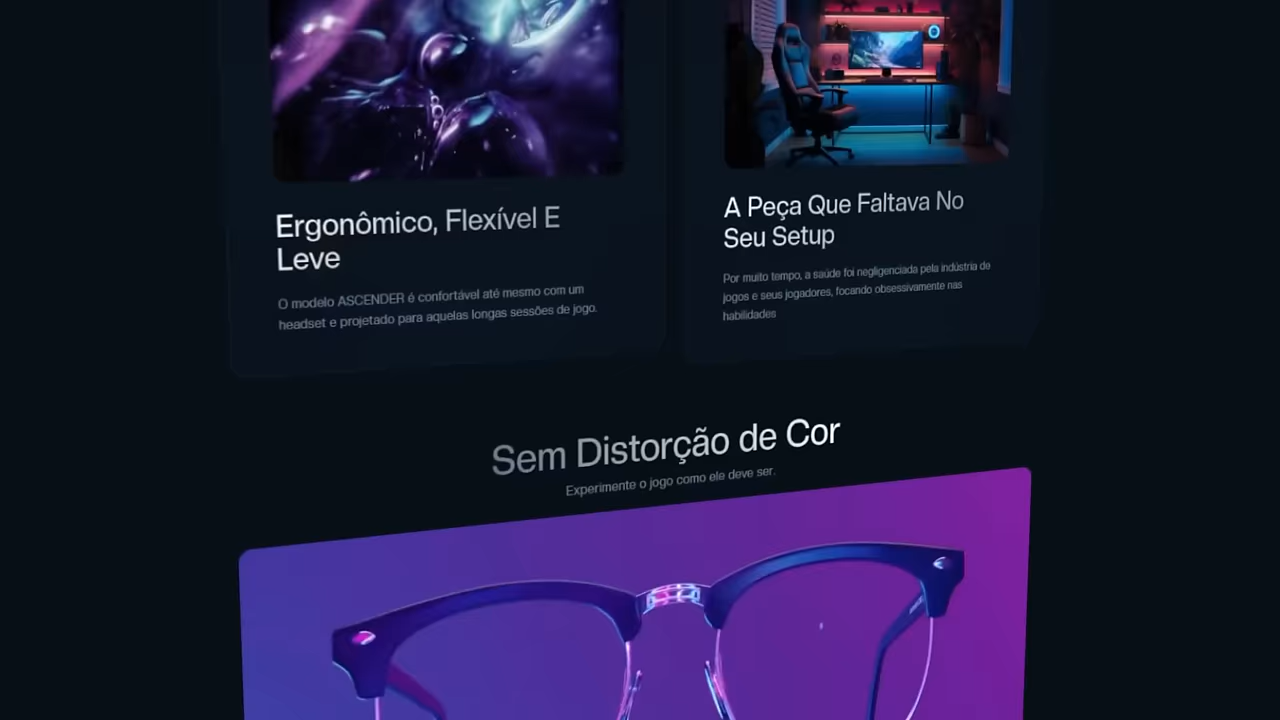 Ergonômico, Flexível E
Leve
O modelo ASCENDER é confortável até mesmo com um
headset e projetado para aquelas longas sessões de jogo.
A Peça Que Faltava No
Seu Setup
Por muito tempo, a saúde foi negligenciada pela indústria de
jogos e seus jogadores, focando obsessivamente nas
habilidades
Sem Distorção de Cor
Experimente o jogo como ele deve ser.